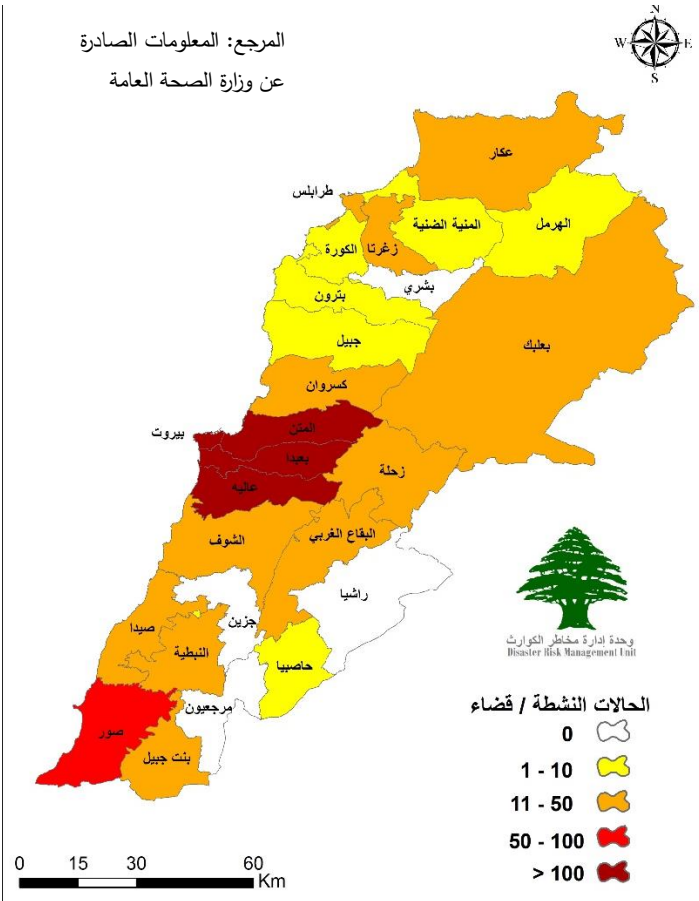 المرجع: المعلومات الصادرة
عن وزارة الصحة العامة
N
W E
S
عكار
طرابلس
المنية الضنية
الهرمل
زغرتا
الكورة
بشري
بترون
جبيل
بعلبك
كسروان
المتن
بيروت
بعبدا
زحلة
عاليه
البقاع الغربي
الشوف
راشيا
جزين
صيدا
النبطية
حاصبيا
مرجعيون
صور
بنت جبيل
وحدة إدارة مخاطر الكوارث
Disaster Risk Management Unit
الحالات النشطة / قضاء
0
1 - 10
11 - 50
50 - 100
> 100
0 15 30 60
Km